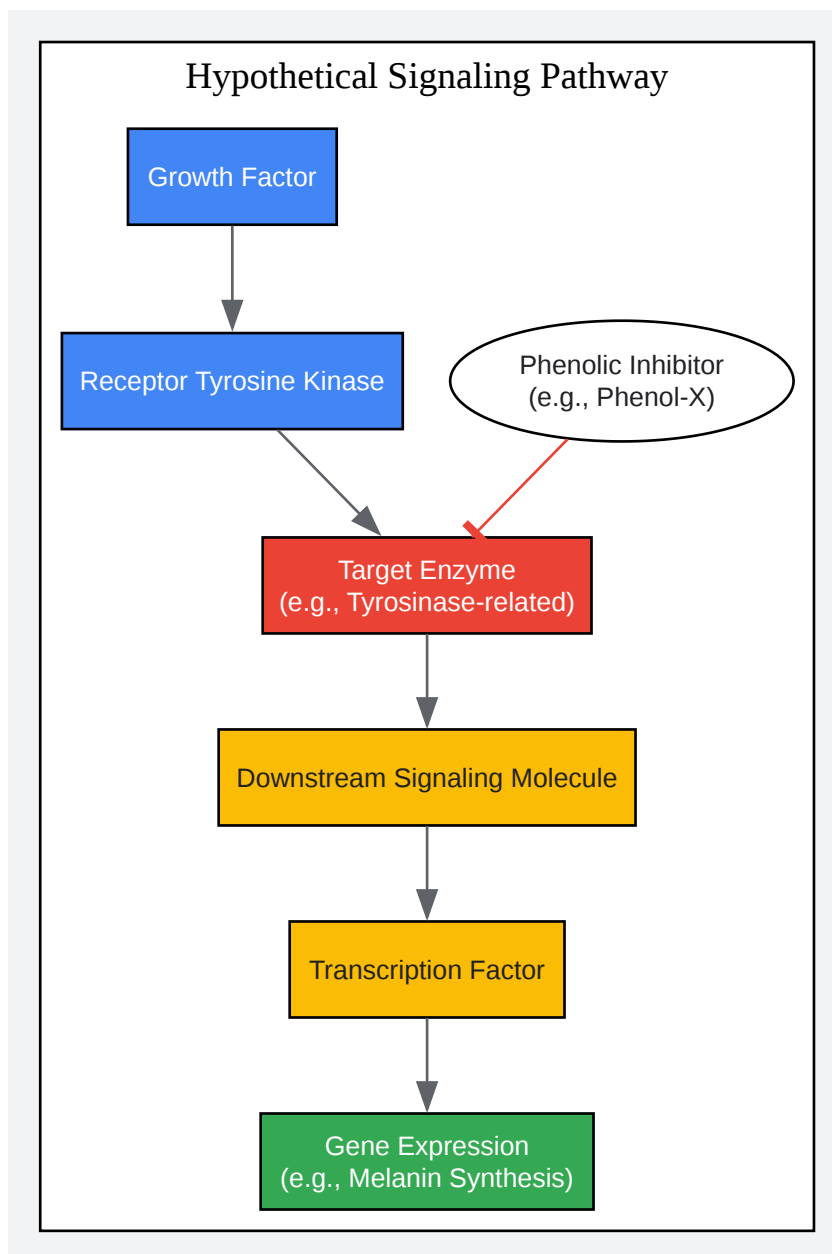 Hypothetical Signaling Pathway
Growth Factor
Receptor Tyrosine Kinase
Phenolic Inhibitor
(e.g., Phenol-X)
Target Enzyme
(e.g., Tyrosinase-related)
Downstream Signaling Molecule
Transcription Factor
Gene Expression
(e.g., Melanin Synthesis)